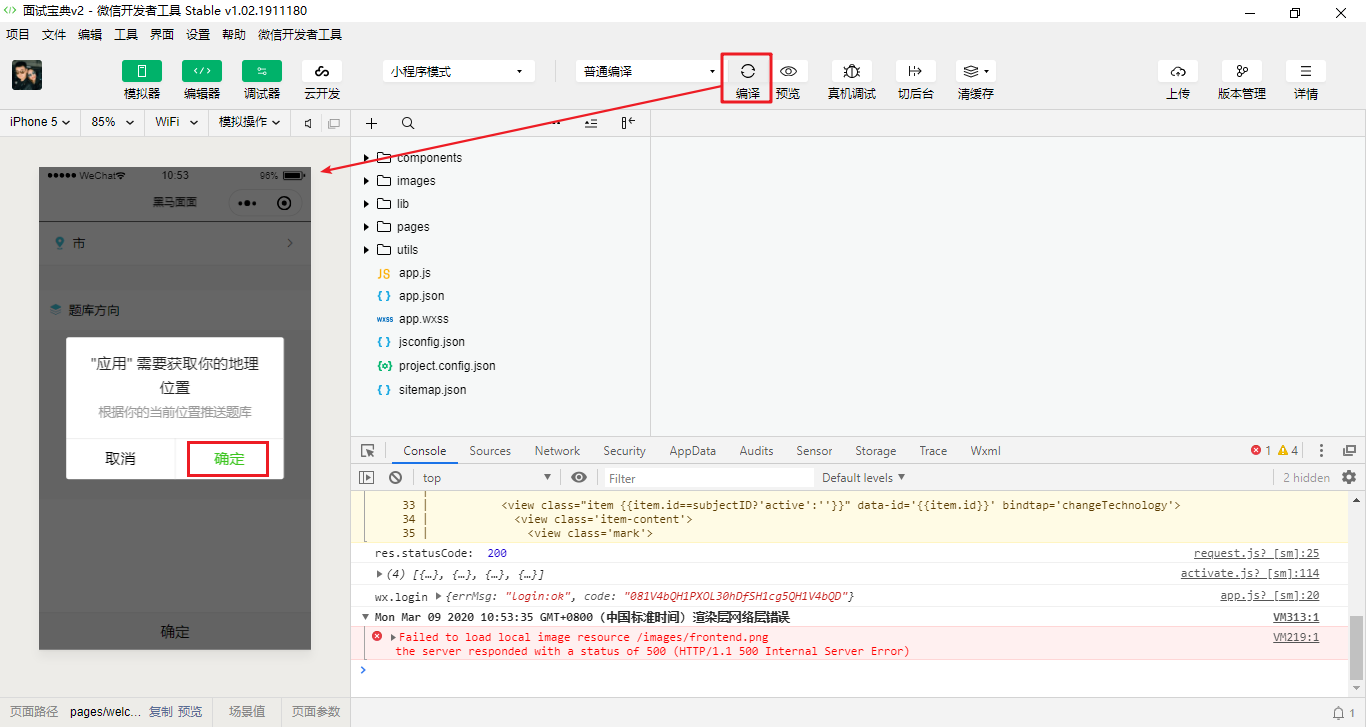 面试宝典v2 - 微信开发者工具 Stable v1.02.1911180
项目 文件 编辑 工具 界面 设置 帮助 微信开发者工具
模拟器 编辑器 调试器 云开发
小程序模式 普通编译
编译 预览 真机调试 切后台 清缓存
上传 版本管理 详情
iPhone 5 85% WiFi 模拟操作
WeChat 10:53 96%
黑马面面
市
题库方向
"应用" 需要获取你的地理
位置
根据你的当前位置推送题库
取消 确定
确定
components
images
lib
pages
utils
JS app.js
{ } app.json
wxss app.wxss
{ } jsconfig.json
{o} project.config.json
{ } sitemap.json
Console Sources Network Security AppData Audits Sensor Storage Trace Wxml 1 4
top Filter Default levels 2 hidden
33 | <view class="item {{item.id==subjectID?'active':''}}" data-id='{{item.id}}' bindtap='changeTechnology'>
34 | <view class='item-content'>
35 | <view class='mark'>
res.statusCode: 200 request.js? [sm]:25
(4) [{…}, {…}, {…}, {…}] activate.js? [sm]:114
wx.login {errMsg: "login:ok", code: "081V4bQH1PXOL30hDfSH1cg5QH1V4bQD"} app.js? [sm]:20
Mon Mar 09 2020 10:53:35 GMT+0800 (中国标准时间) 渲染层网络层错误 VM313:1
Failed to load local image resource /images/frontend.png VM219:1
the server responded with a status of 500 (HTTP/1.1 500 Internal Server Error)
>
页面路径 pages/welc... 复制 预览 场景值 页面参数 1